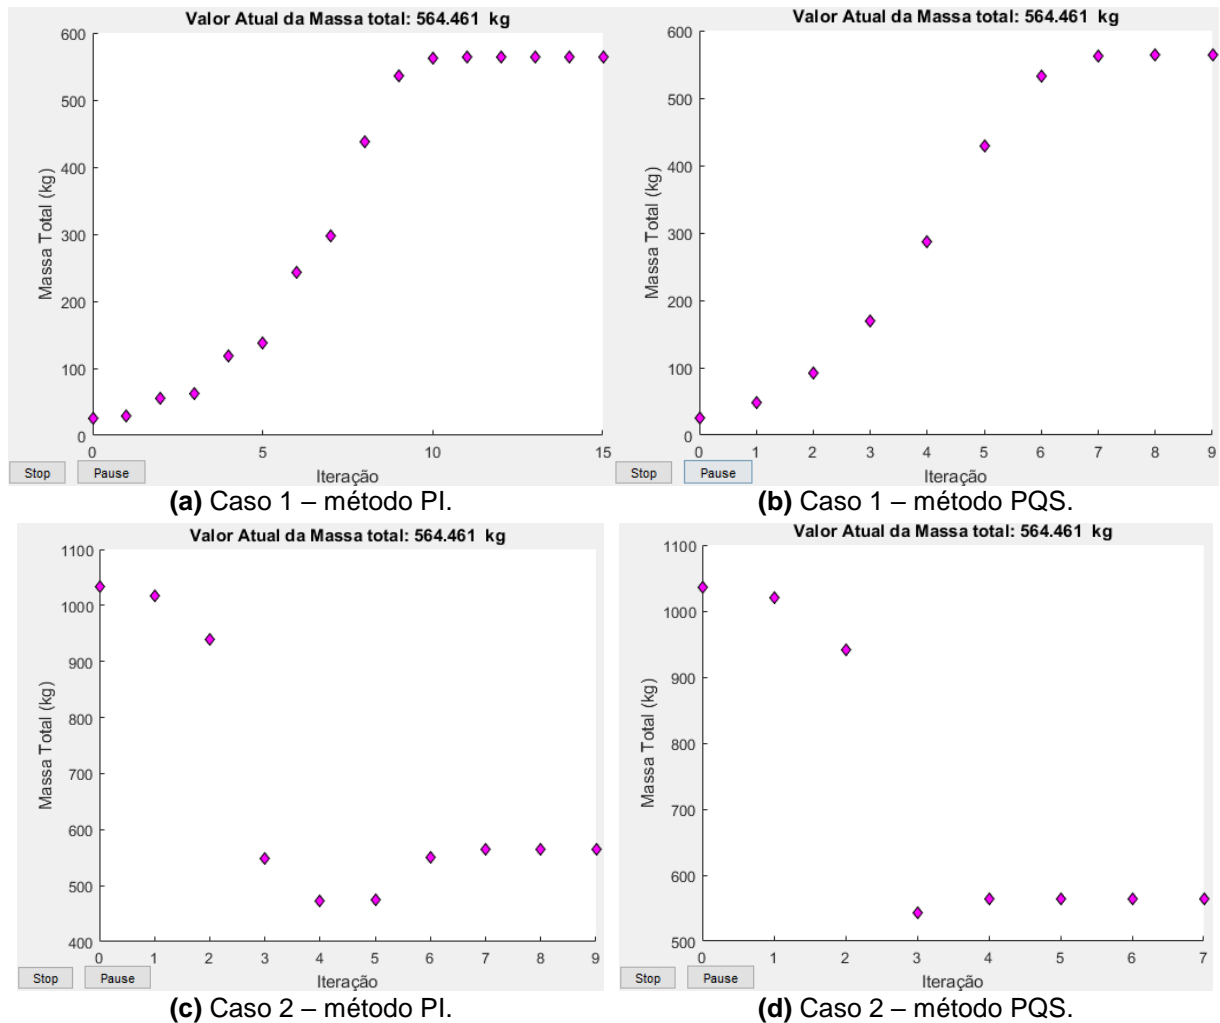 Valor Atual da Massa total: 564.461 kg
600
500
400
300
200
100
0
Massa Total (kg)
0 5 10 15
Iteração
Stop Pause
(a) Caso 1 – método PI.
Valor Atual da Massa total: 564.461 kg
600
500
400
300
200
100
0
Massa Total (kg)
0 1 2 3 4 5 6 7 8 9
Iteração
Stop Pause
(b) Caso 1 – método PQS.
Valor Atual da Massa total: 564.461 kg
1100
1000
900
800
700
600
500
400
Massa Total (kg)
0 1 2 3 4 5 6 7 8 9
Iteração
Stop Pause
(c) Caso 2 – método PI.
Valor Atual da Massa total: 564.461 kg
1100
1000
900
800
700
600
500
Massa Total (kg)
0 1 2 3 4 5 6 7
Iteração
Stop Pause
(d) Caso 2 – método PQS.